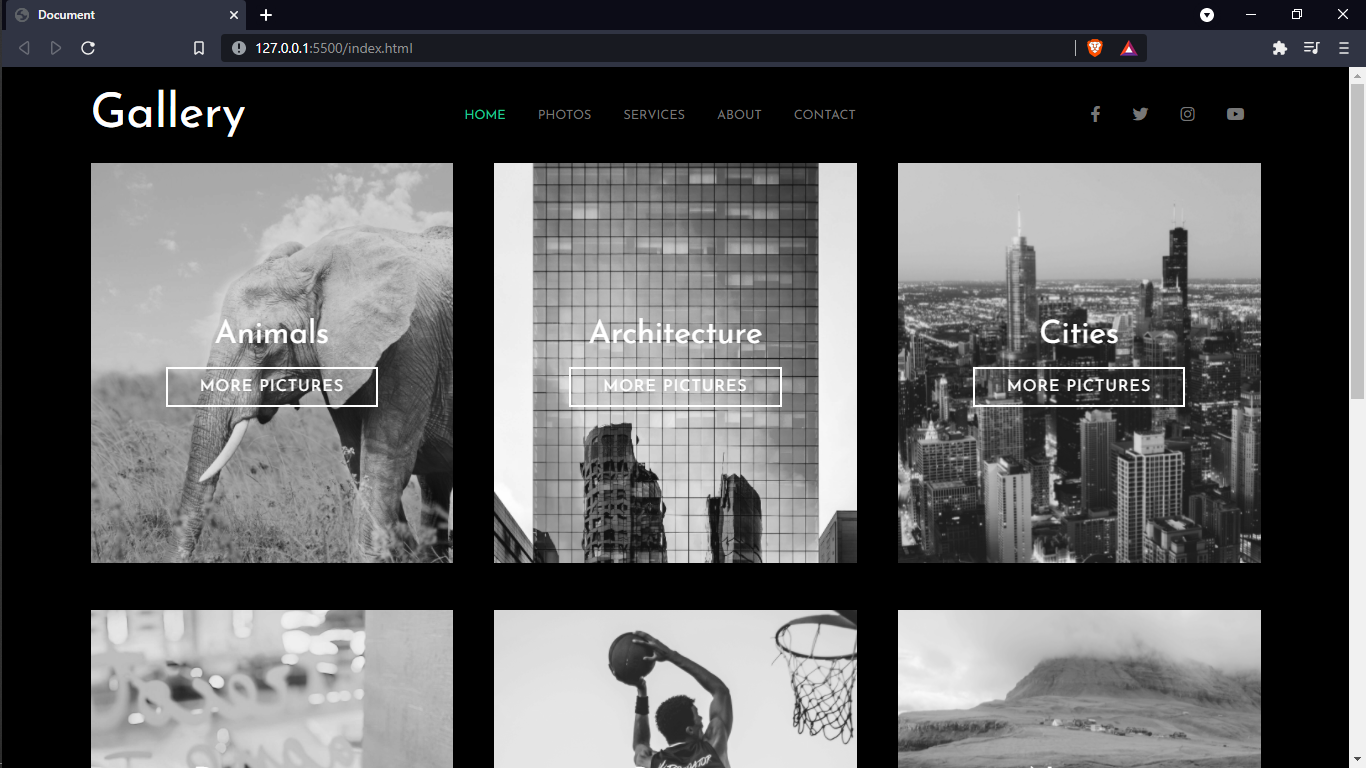 Document
127.0.0.1:5500/index.html
Gallery
HOME PHOTOS SERVICES ABOUT CONTACT
Animals Architecture Cities
MORE PICTURES MORE PICTURES MORE PICTURES